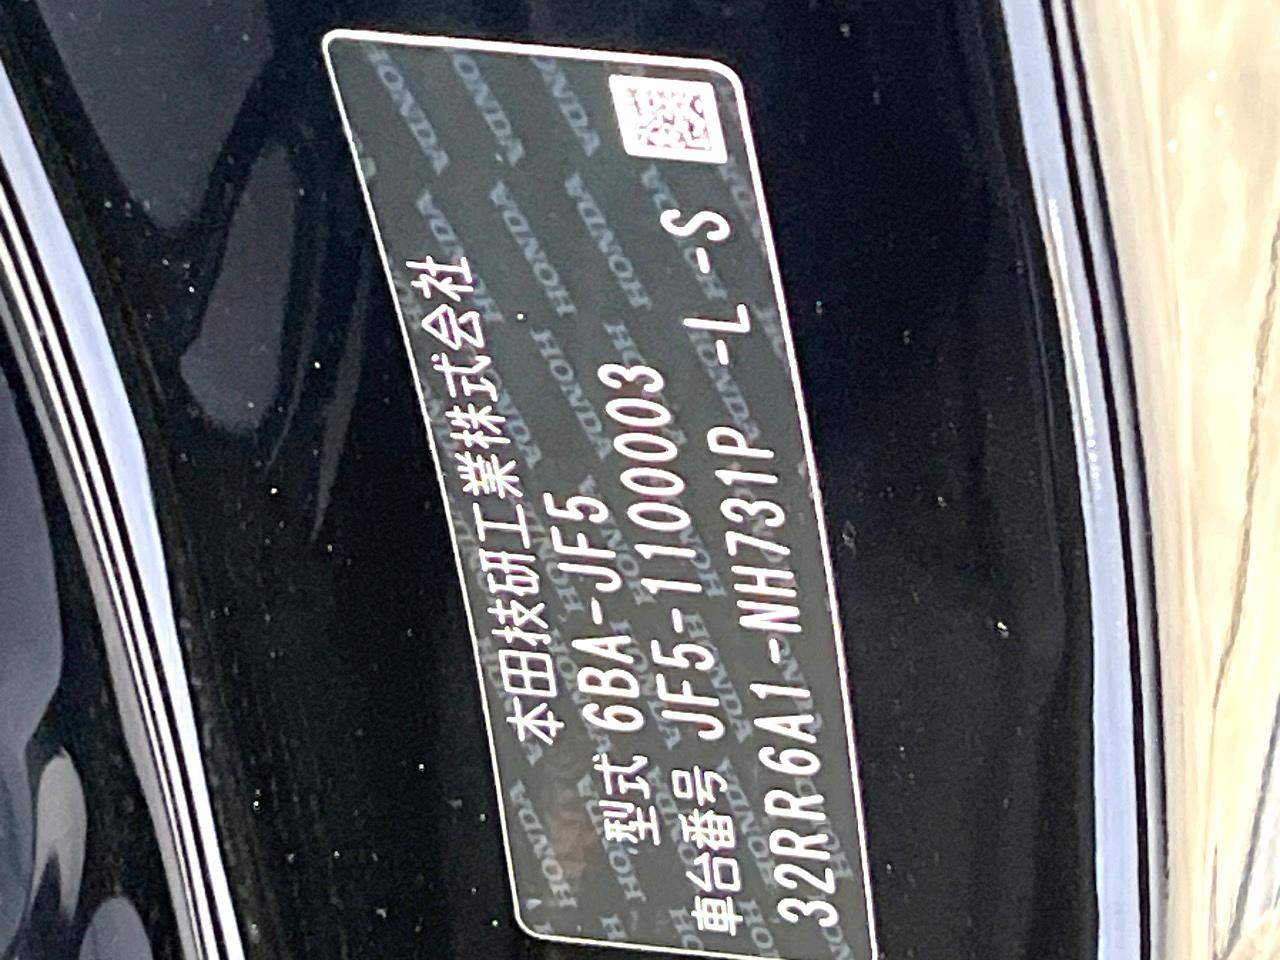 本田技研工業株式会社
型式 6BA-JF5
車台番号 JF5-1100003
32RR6A1-NH731P -L -S